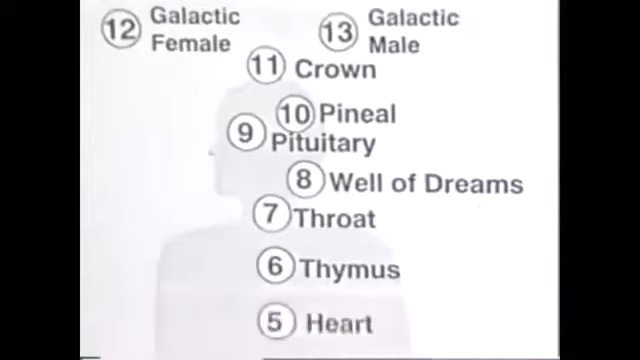 12 Galactic Female
13 Galactic Male
11 Crown
10 Pineal
9 Pituitary
8 Well of Dreams
7 Throat
6 Thymus
5 Heart